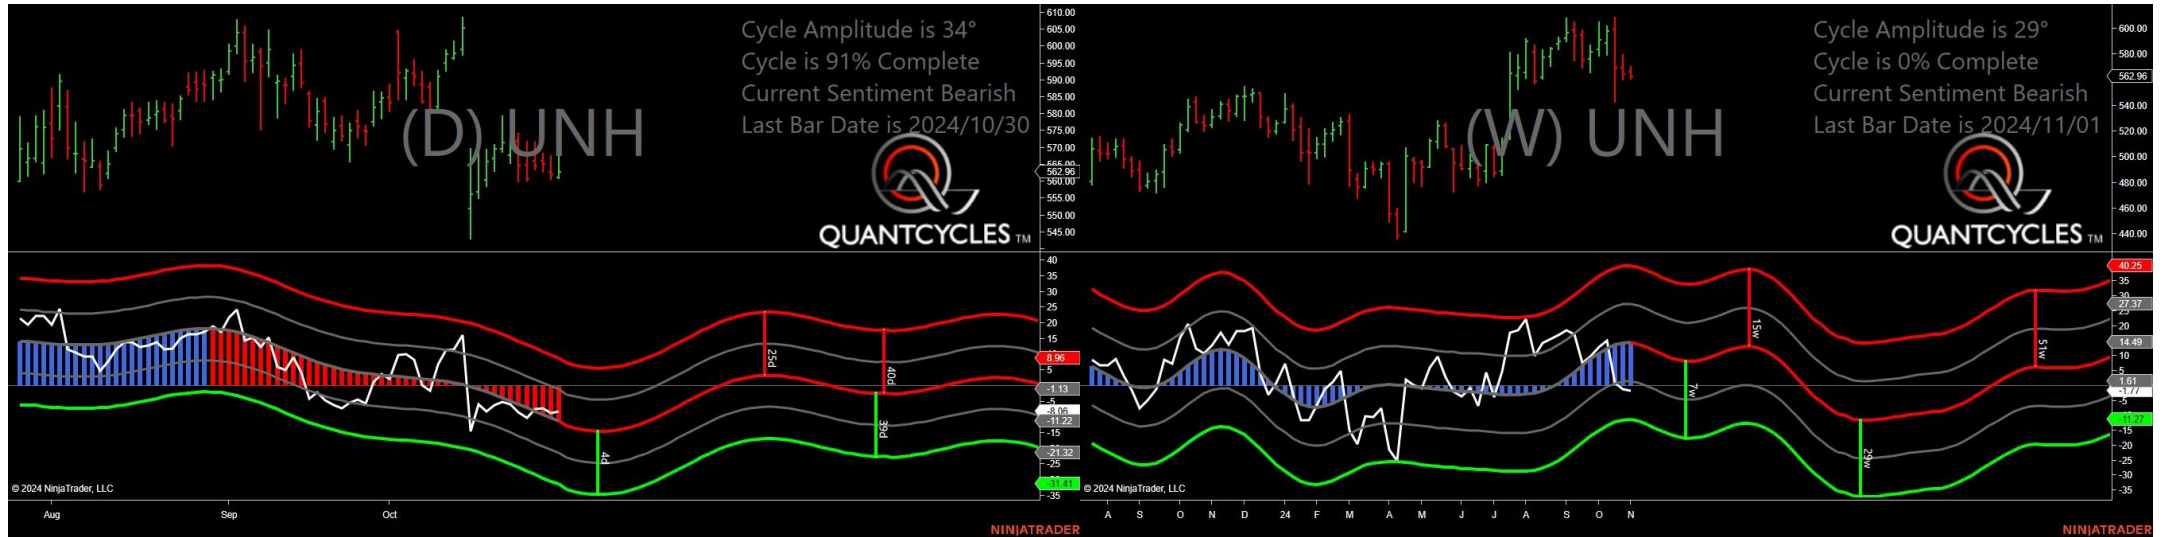 Cycle Amplitude is 34°
Cycle is 91% Complete
Current Sentiment Bearish
Last Bar Date is 2024/10/30
(D) UNH
QUANTCYCLES TM
610.00
605.00
600.00
595.00
590.00
585.00
580.00
575.00
570.00
565.00
562.96
560.00
555.00
550.00
545.00
40
35
30
25
20
15
8.96
5
-1.13
-5
-8.06
-11.22
-15
-21.32
-25
-31.41
-35
25d
40d
39d
4d
© 2024 NinjaTrader, LLC
Aug
Sep
Oct
NINJATRADER
Cycle Amplitude is 29°
Cycle is 0% Complete
Current Sentiment Bearish
Last Bar Date is 2024/11/01
(W) UNH
QUANTCYCLES TM
600.00
580.00
562.96
540.00
520.00
500.00
480.00
460.00
440.00
40.25
35
30
27.37
25
20
14.49
10
5
1.61
-1.77
-5
-11.27
-15
-20
-25
-30
-35
15w
51w
7w
29w
© 2024 NinjaTrader, LLC
A S O N D 24 F M A M J J A S O N
NINJATRADER